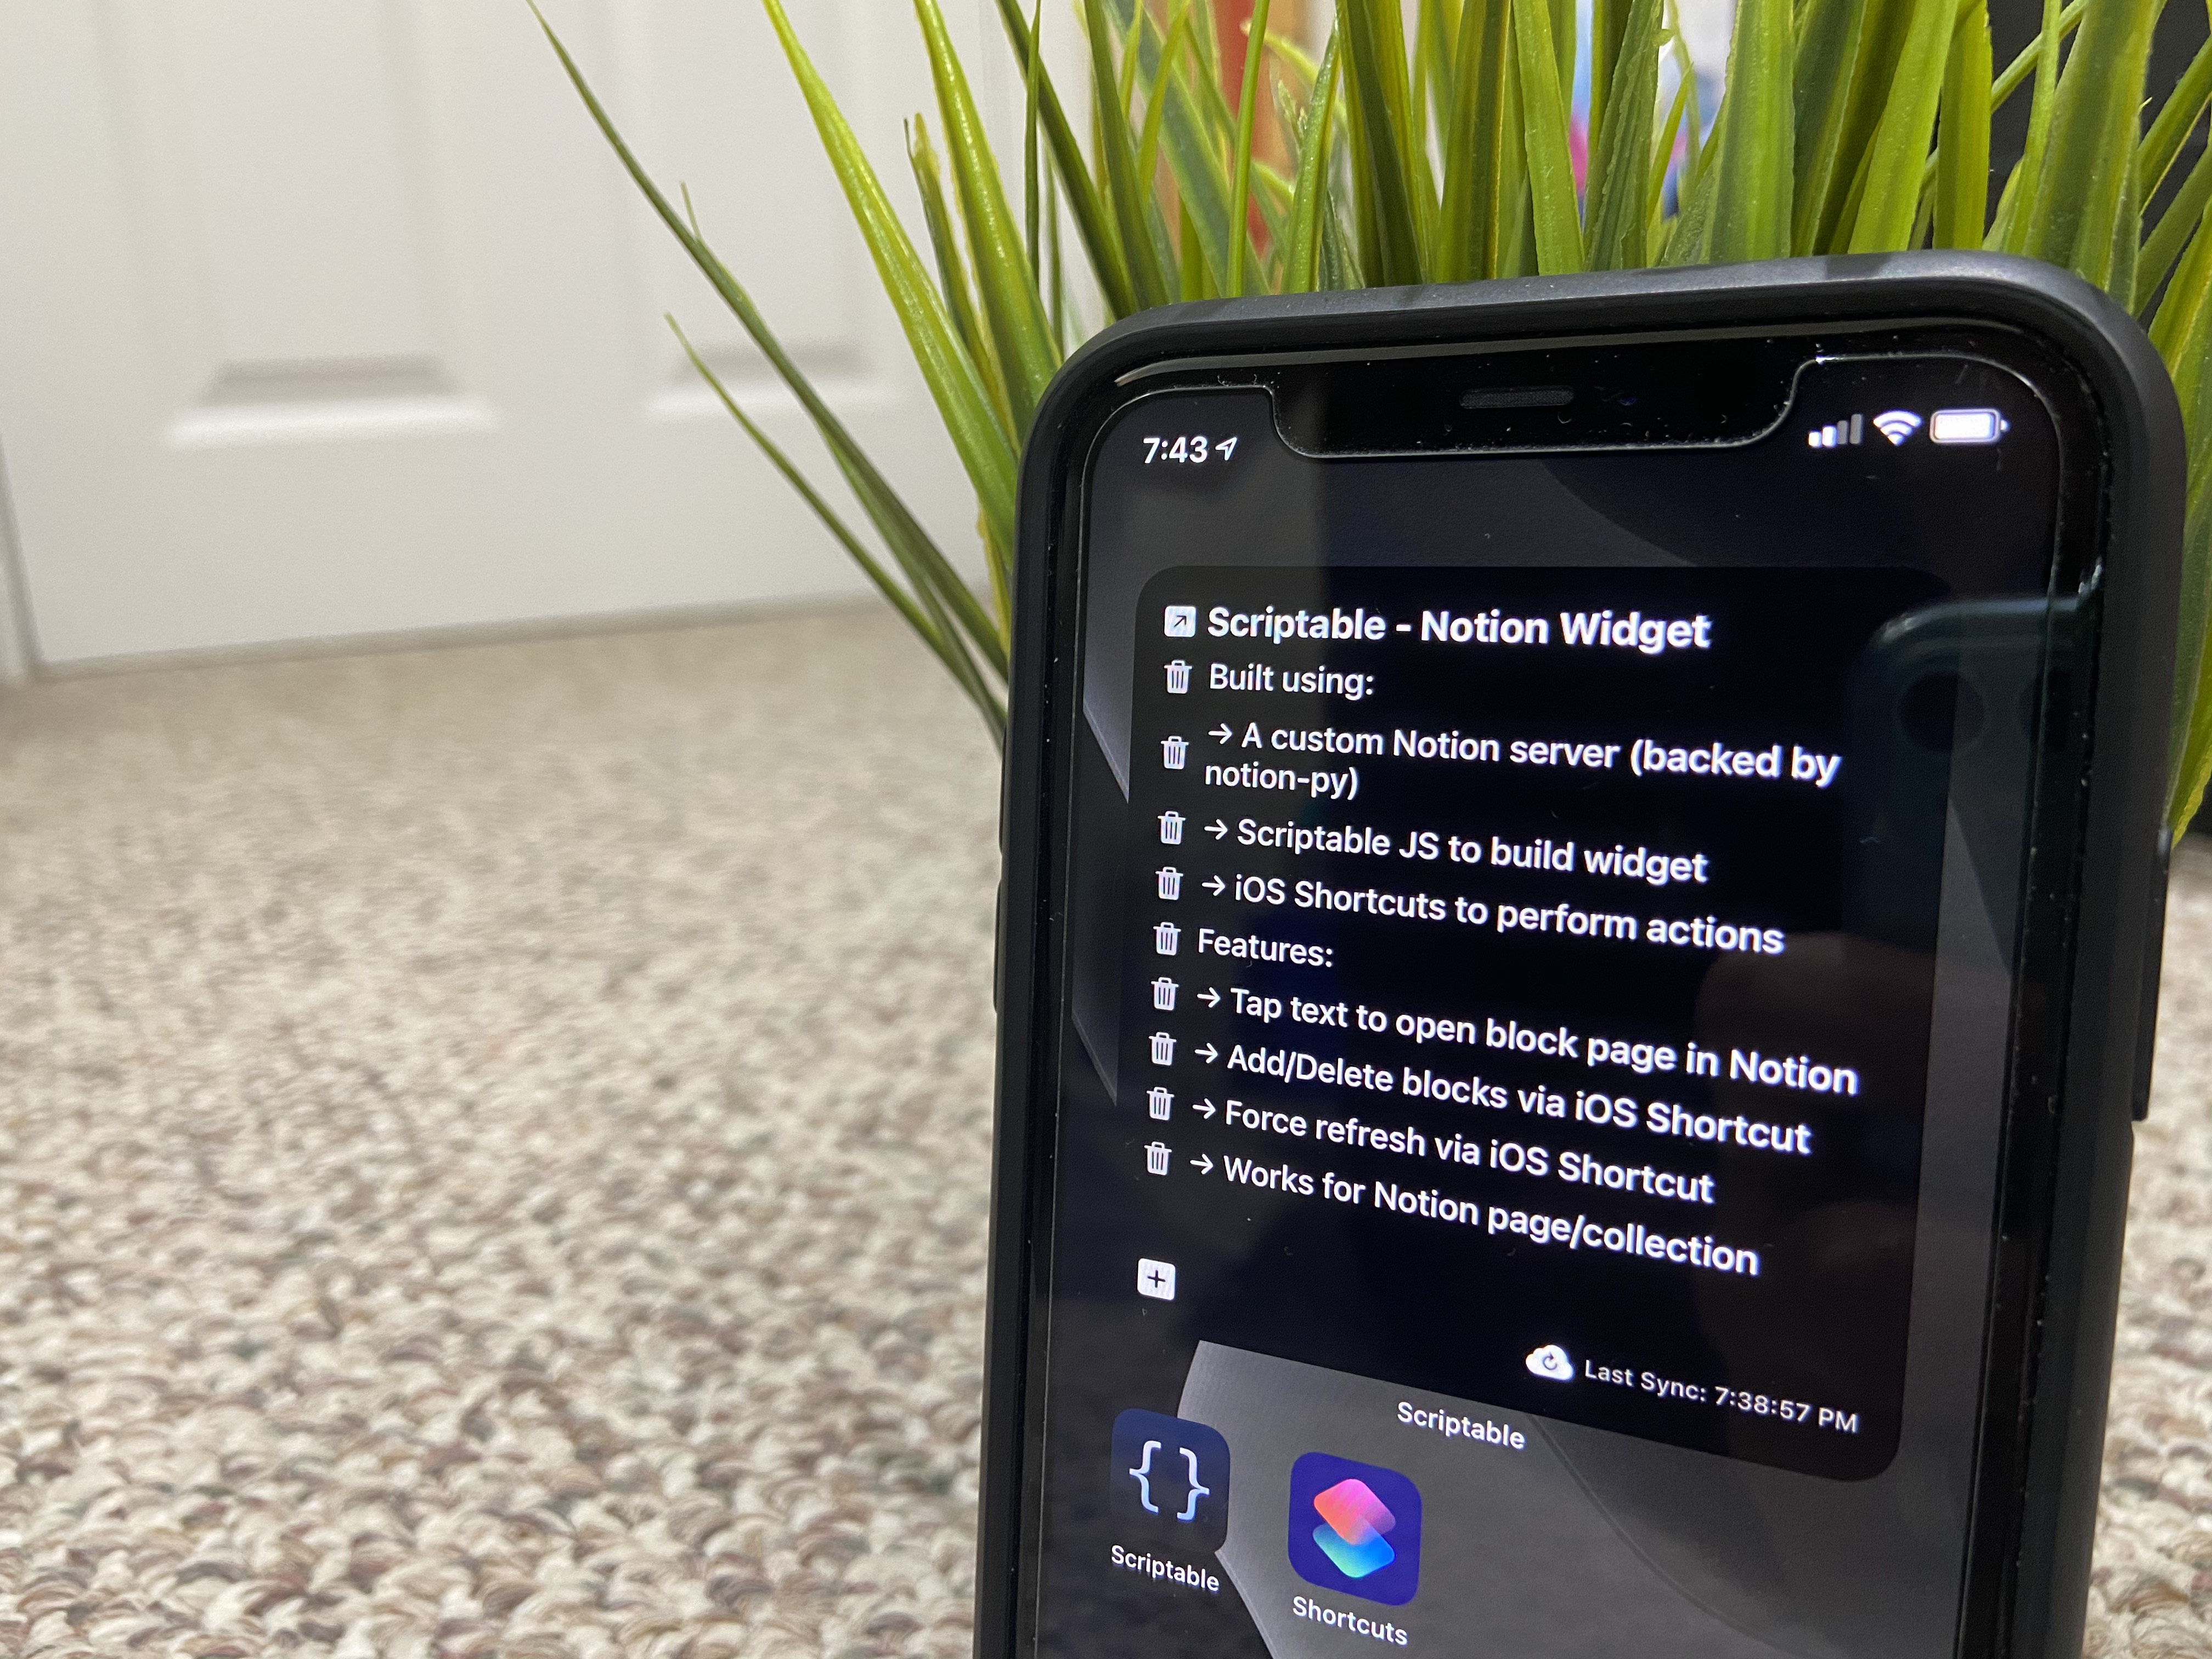 7:43
Scriptable - Notion Widget
Built using:
→ A custom Notion server (backed by
notion-py)
→ Scriptable JS to build widget
→ iOS Shortcuts to perform actions
Features:
→ Tap text to open block page in Notion
→ Add/Delete blocks via iOS Shortcut
→ Force refresh via iOS Shortcut
→ Works for Notion page/collection
Last Sync: 7:38:57 PM
Scriptable
Scriptable
Shortcuts